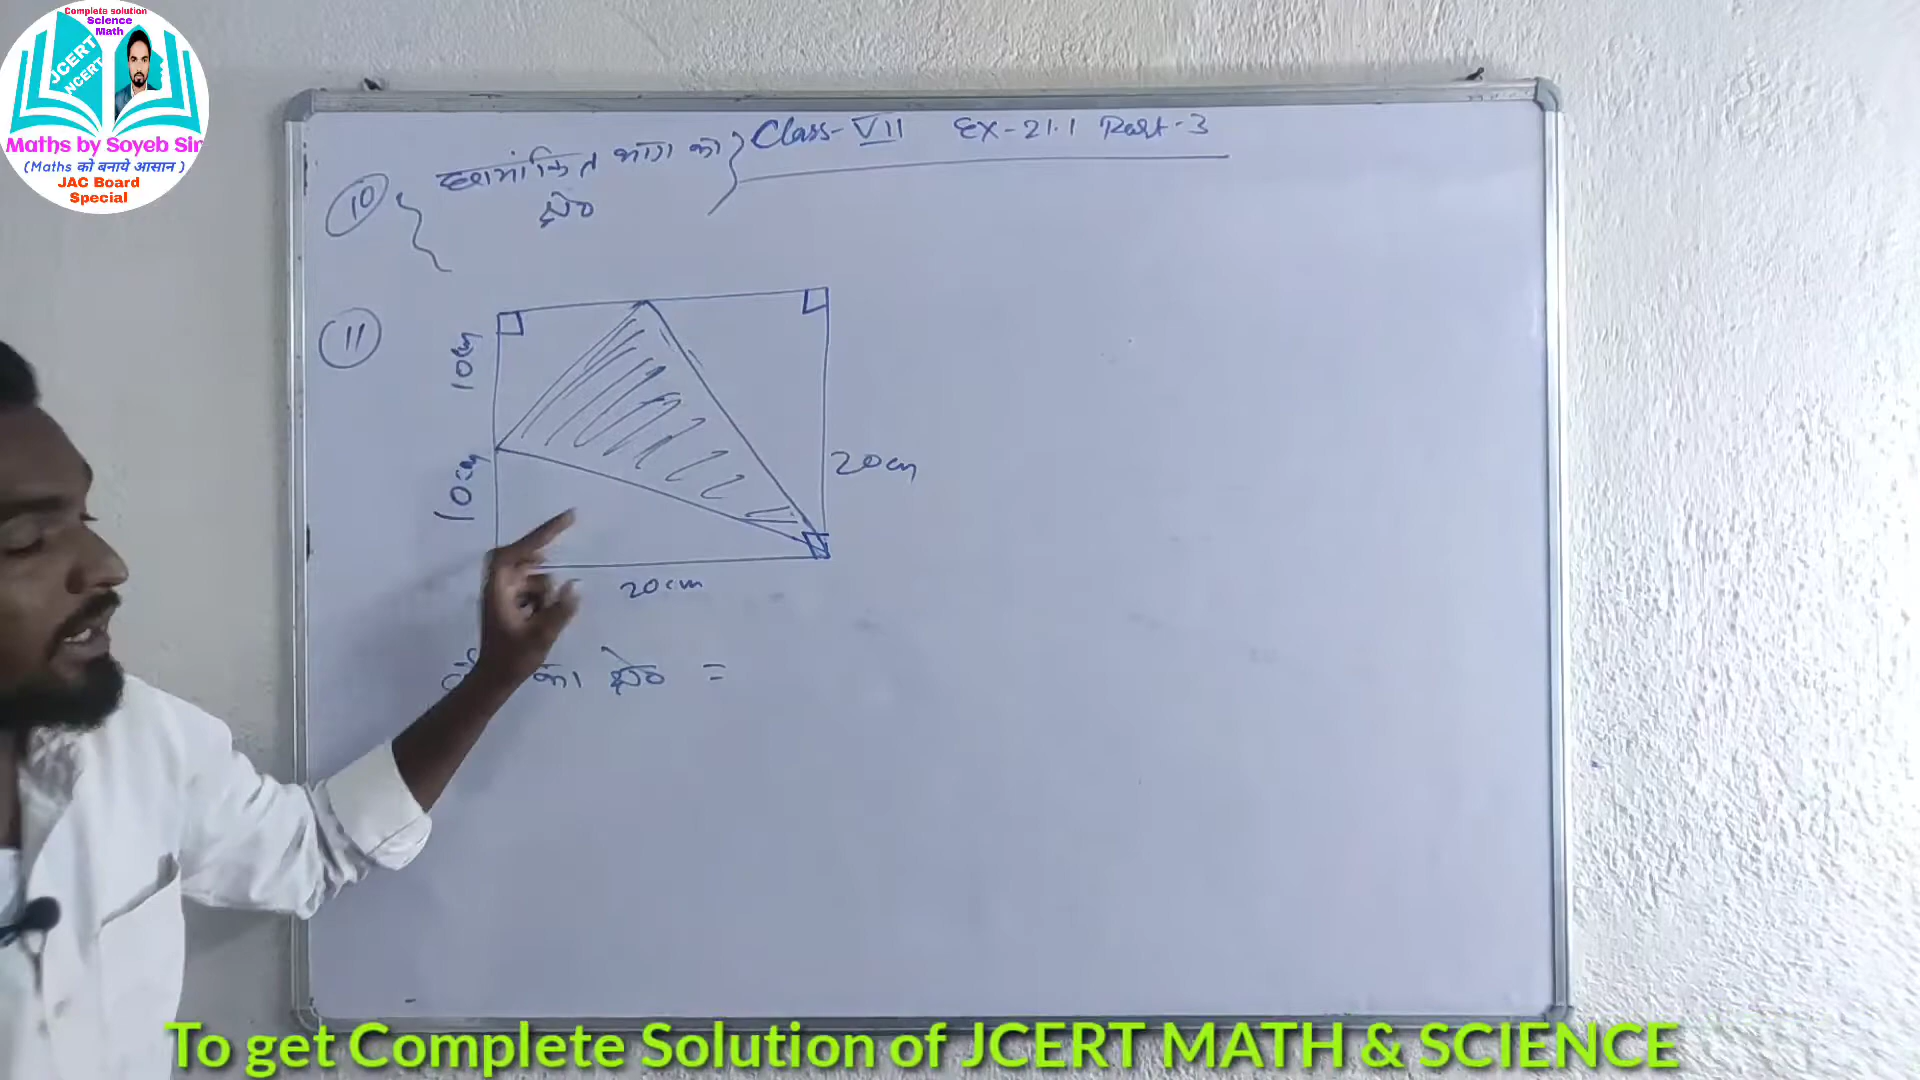 Complete solution
Science
Math
JCERT
NCERT
Maths by Soyeb Sir
(Maths को बनाये आसान )
JAC Board
Special
Class-VII Ex-21.1 Part-3
10 छायांकित भाग का
क्षे०
11
10cm
10cm
20cm
20cm
का क्षे० =
To get Complete Solution of JCERT MATH & SCIENCE